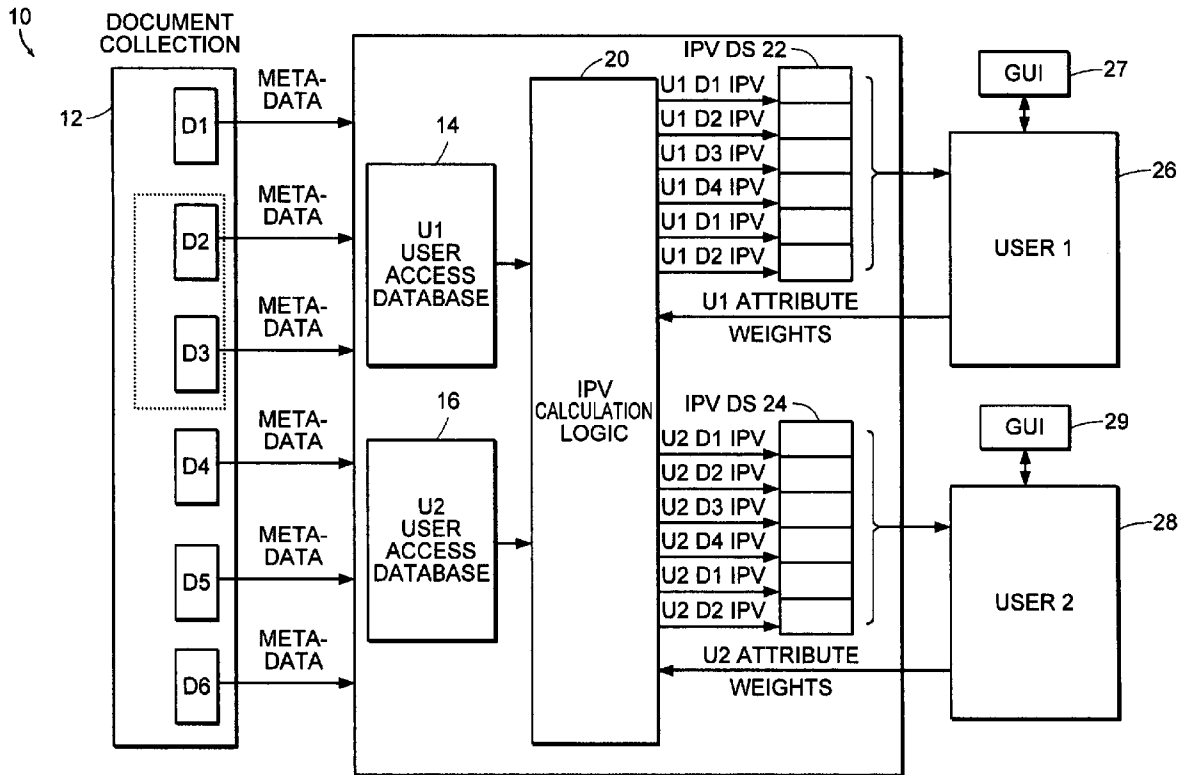 10
DOCUMENT
COLLECTION
12
D1
D2
D3
D4
D5
D6
META-
DATA
META-
DATA
META-
DATA
META-
DATA
META-
DATA
META-
DATA
14
U1
USER
ACCESS
DATABASE
16
U2
USER
ACCESS
DATABASE
20
IPV
CALCULATION
LOGIC
IPV DS 22
U1 D1 IPV
U1 D2 IPV
U1 D3 IPV
U1 D4 IPV
U1 D1 IPV
U1 D2 IPV
U1 ATTRIBUTE
WEIGHTS
IPV DS 24
U2 D1 IPV
U2 D2 IPV
U2 D3 IPV
U2 D4 IPV
U2 D1 IPV
U2 D2 IPV
U2 ATTRIBUTE
WEIGHTS
GUI
27
USER 1
26
GUI
29
USER 2
28